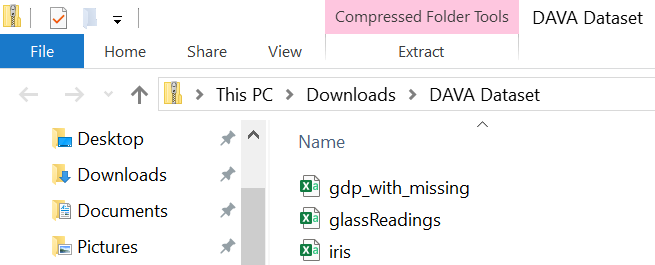 Compressed Folder Tools DAVA Dataset
File Home Share View Extract
This PC > Downloads > DAVA Dataset
Desktop
Downloads
Documents
Pictures
Name
gdp_with_missing
glassReadings
iris